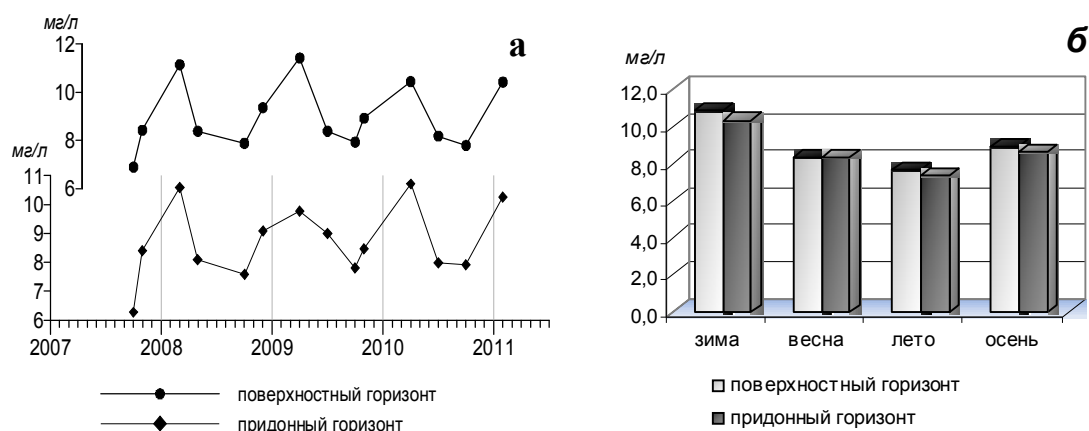 мг/л
а
12
10
8
6
мг/л
11
10
9
8
7
6
2007 2008 2009 2010 2011
поверхностный горизонт
придонный горизонт
б
мг/л
12,0
10,0
8,0
6,0
4,0
2,0
0,0
зима весна лето осень
поверхностный горизонт
придонный горизонт